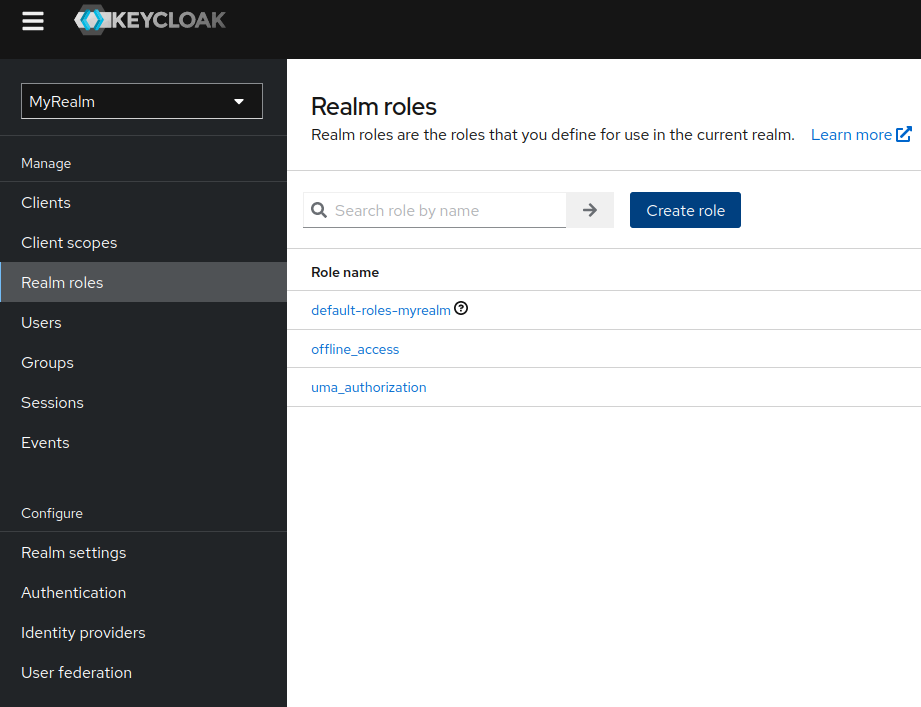 KEYCLOAK
MyRealm
Manage
Clients
Client scopes
Realm roles
Users
Groups
Sessions
Events
Configure
Realm settings
Authentication
Identity providers
User federation
Realm roles
Realm roles are the roles that you define for use in the current realm. Learn more
Search role by name
Create role
Role name
default-roles-myrealm
offline_access
uma_authorization